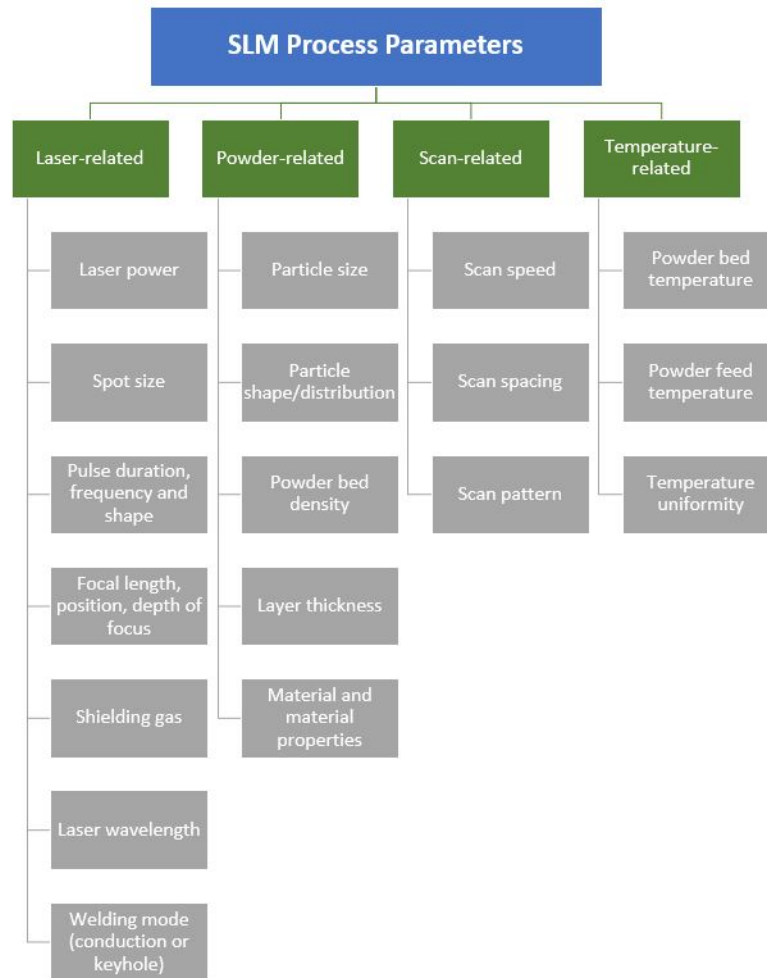 SLM Process Parameters
Laser-related
Powder-related
Scan-related
Temperature-
related
Laser power
Spot size
Pulse duration,
frequency and
shape
Focal length,
position, depth of
focus
Shielding gas
Laser wavelength
Welding mode
(conduction or
keyhole)
Particle size
Particle
shape/distribution
Powder bed
density
Layer thickness
Material and
material
properties
Scan speed
Scan spacing
Scan pattern
Powder bed
temperature
Powder feed
temperature
Temperature
uniformity